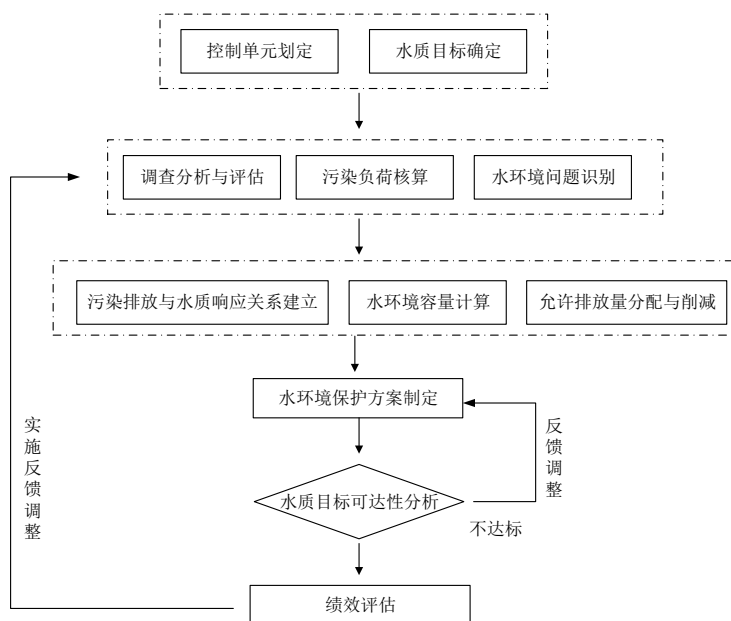 控制单元划定
水质目标确定
调查分析与评估
污染负荷核算
水环境问题识别
污染排放与水质响应关系建立
水环境容量计算
允许排放量分配与削减
水环境保护方案制定
实施反馈调整
反馈调整
水质目标可达性分析
不达标
绩效评估